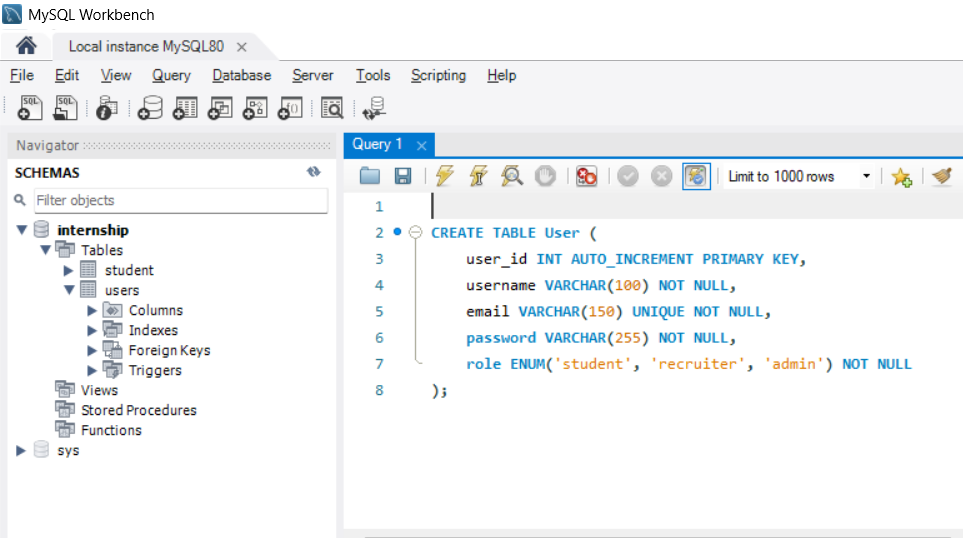 MySQL Workbench
Local instance MySQL80
File Edit View Query Database Server Tools Scripting Help
SQL SQL
Navigator
SCHEMAS
Filter objects
internship
Tables
student
users
Columns
Indexes
Foreign Keys
Triggers
Views
Stored Procedures
Functions
sys
Query 1
Limit to 1000 rows
1
2 CREATE TABLE User (
3 user_id INT AUTO_INCREMENT PRIMARY KEY,
4 username VARCHAR(100) NOT NULL,
5 email VARCHAR(150) UNIQUE NOT NULL,
6 password VARCHAR(255) NOT NULL,
7 role ENUM('student', 'recruiter', 'admin') NOT NULL
8 );